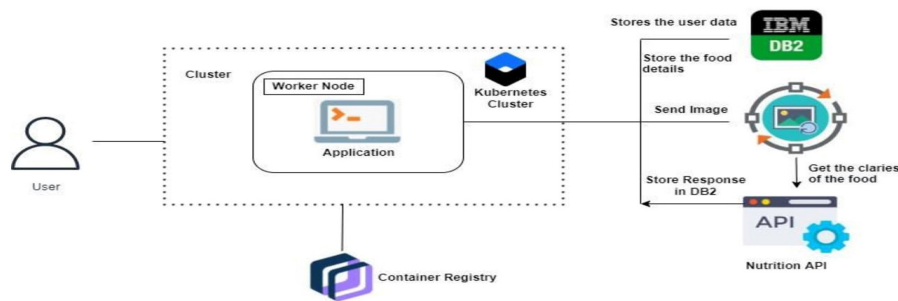 Stores the user data
IBM
DB2
Store the food
details
Cluster
Kubernetes
Cluster
Worker Node
>_
Application
Send Image
User
Get the claries
of the food
Store Response
in DB2
API
Nutrition API
Container Registry